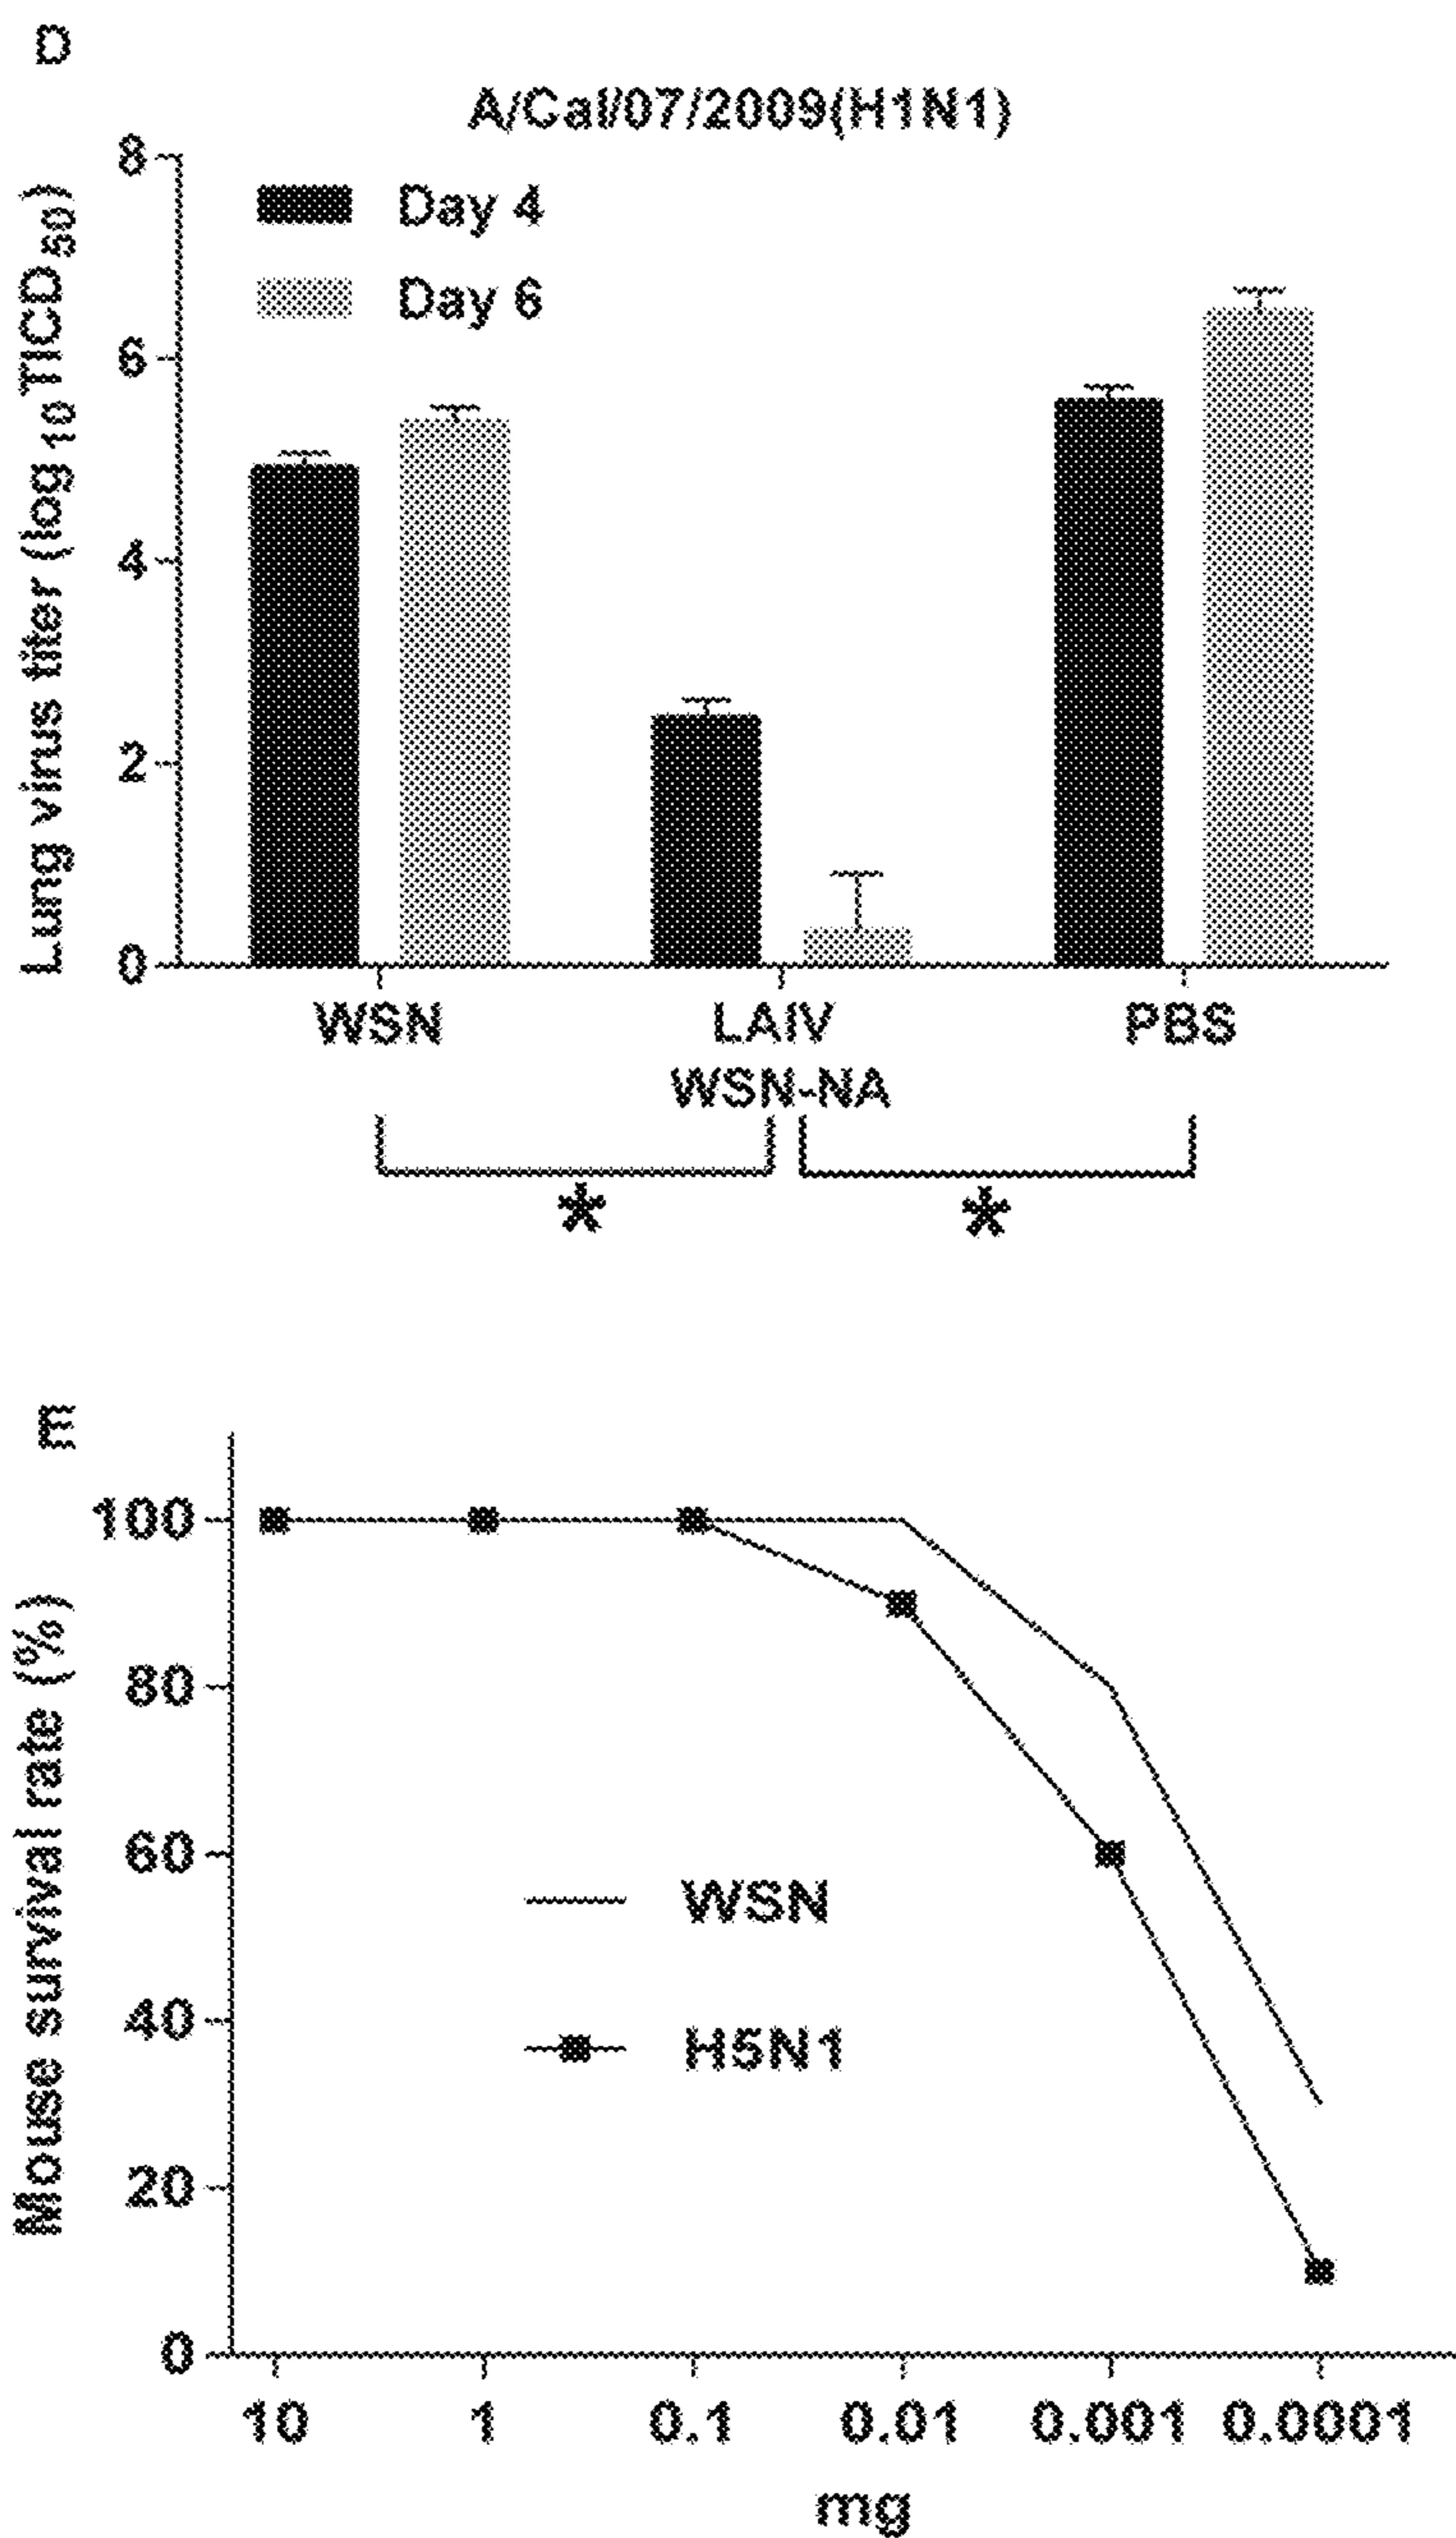 D
A/Cal/07/2009(H1N1)
Lung virus titer (log10TICD50)
8
6
4
2
0
Day 4
Day 6
WSN
LAIV
PBS
WSN-NA
*
*
E
Mouse survival rate (%)
100
80
60
40
20
0
WSN
H5N1
10
1
0.1
0.01
0.001
0.0001
mg